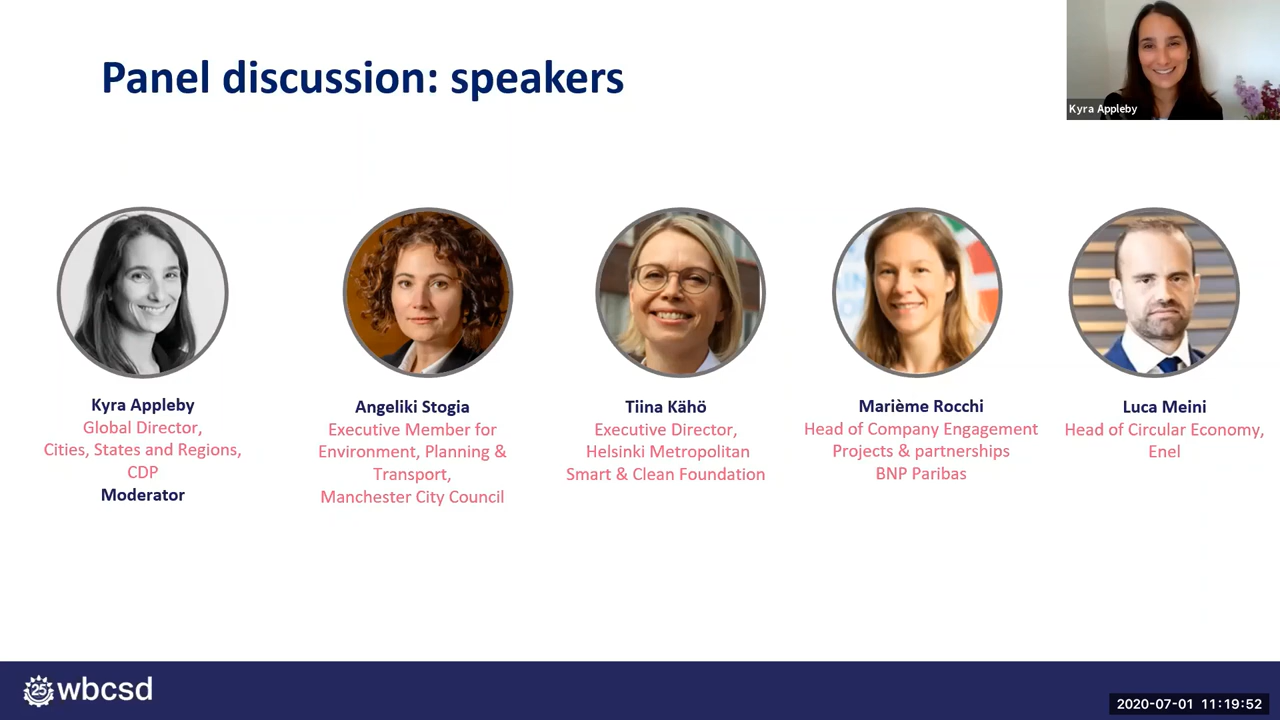 Panel discussion: speakers
Kyra Appleby
Kyra Appleby
Global Director,
Cities, States and Regions,
CDP
Moderator
Angeliki Stogia
Executive Member for
Environment, Planning &
Transport,
Manchester City Council
Tiina Kähö
Executive Director,
Helsinki Metropolitan
Smart & Clean Foundation
Marième Rocchi
Head of Company Engagement
Projects & partnerships
BNP Paribas
Luca Meini
Head of Circular Economy,
Enel
25 wbcsd
2020-07-01 11:19:52